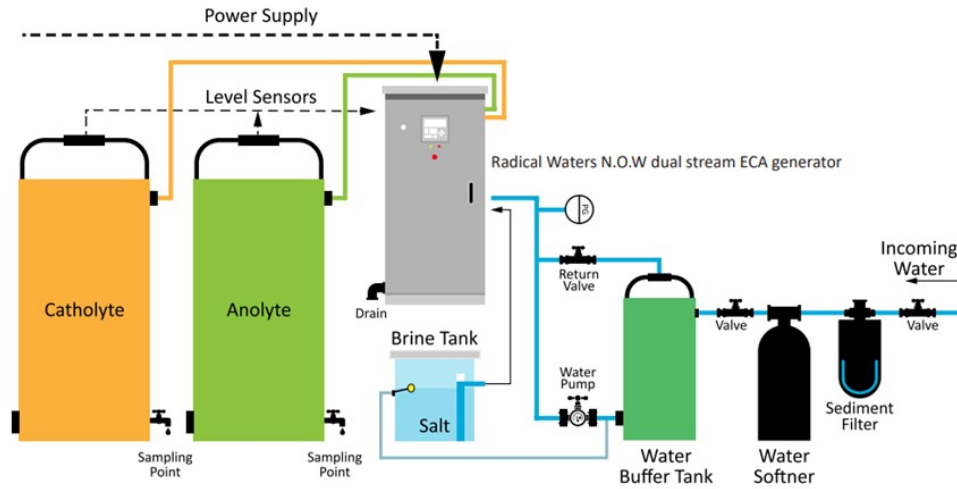 Power Supply
Level Sensors
Radical Waters N.O.W dual stream ECA generator
PG
Incoming
Water
Return
Valve
Catholyte
Anolyte
Drain
Valve
Valve
Brine Tank
Water
Pump
Salt
Sediment
Filter
Sampling
Point
Sampling
Point
Water
Buffer Tank
Water
Softner